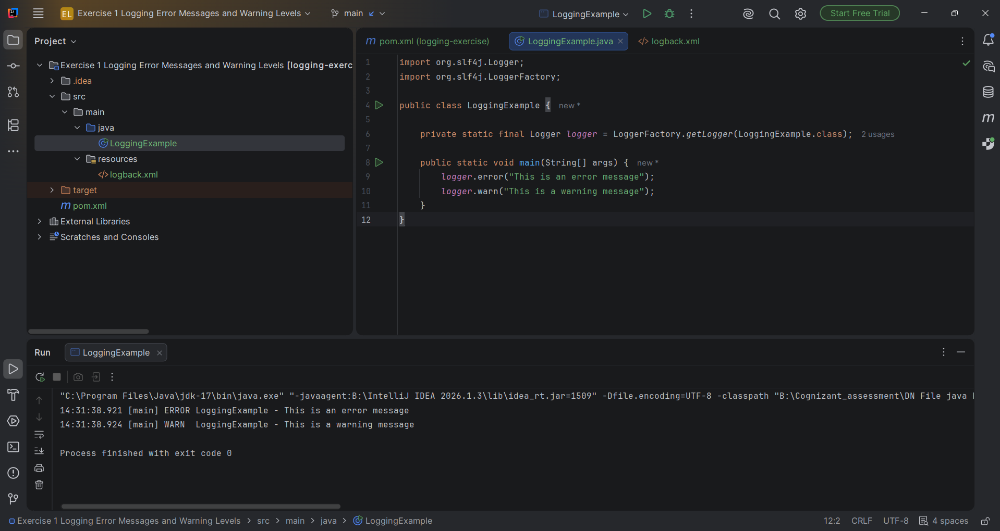 EL Exercise 1 Logging Error Messages and Warning Levels main LoggingExample Start Free Trial
Project
Exercise 1 Logging Error Messages and Warning Levels [logging-exerc
.idea
src
main
java
LoggingExample
resources
</> logback.xml
target
m pom.xml
External Libraries
Scratches and Consoles
m pom.xml (logging-exercise) LoggingExample.java </> logback.xml
1 import org.slf4j.Logger;
2 import org.slf4j.LoggerFactory;
3
4 public class LoggingExample { new *
5
6 private static final Logger logger = LoggerFactory.getLogger(LoggingExample.class); 2 usages
7
8 public static void main(String[] args) { new *
9 logger.error("This is an error message");
10 logger.warn("This is a warning message");
11 }
12 }
m
Run LoggingExample
"C:\Program Files\Java\jdk-17\bin\java.exe" "-javaagent:B:\IntelliJ IDEA 2026.1.3\lib\idea_rt.jar=1509" -Dfile.encoding=UTF-8 -classpath "B:\Cognizant_assessment\DN File java
14:31:38.921 [main] ERROR LoggingExample - This is an error message
14:31:38.924 [main] WARN  LoggingExample - This is a warning message
Process finished with exit code 0
Exercise 1 Logging Error Messages and Warning Levels > src > main > java > LoggingExample 12:2 CRLF UTF-8 4 spaces